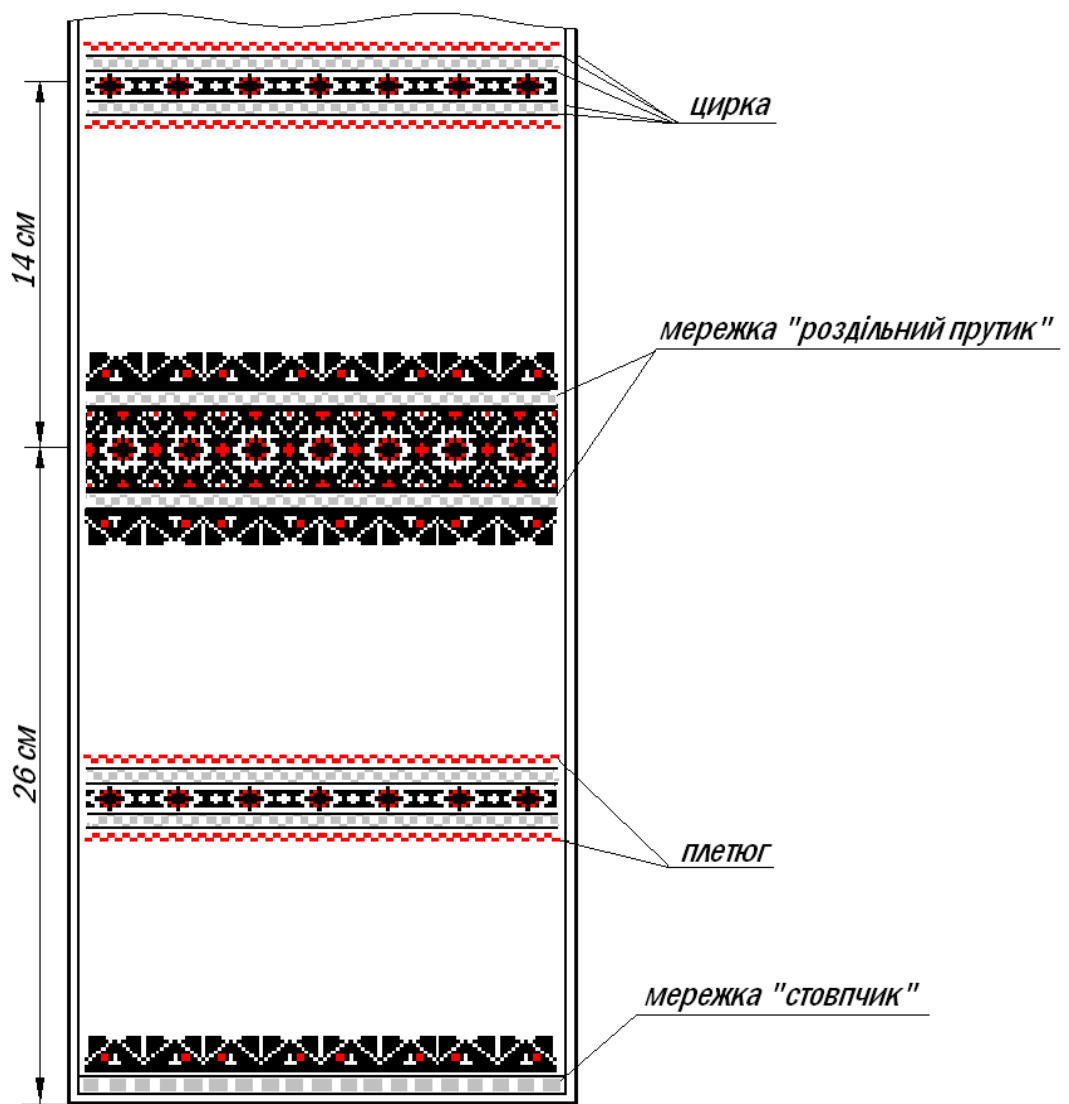 цирка
14 см
мережка "роздільний прутик"
26 см
плетюг
мережка "стовпчик"